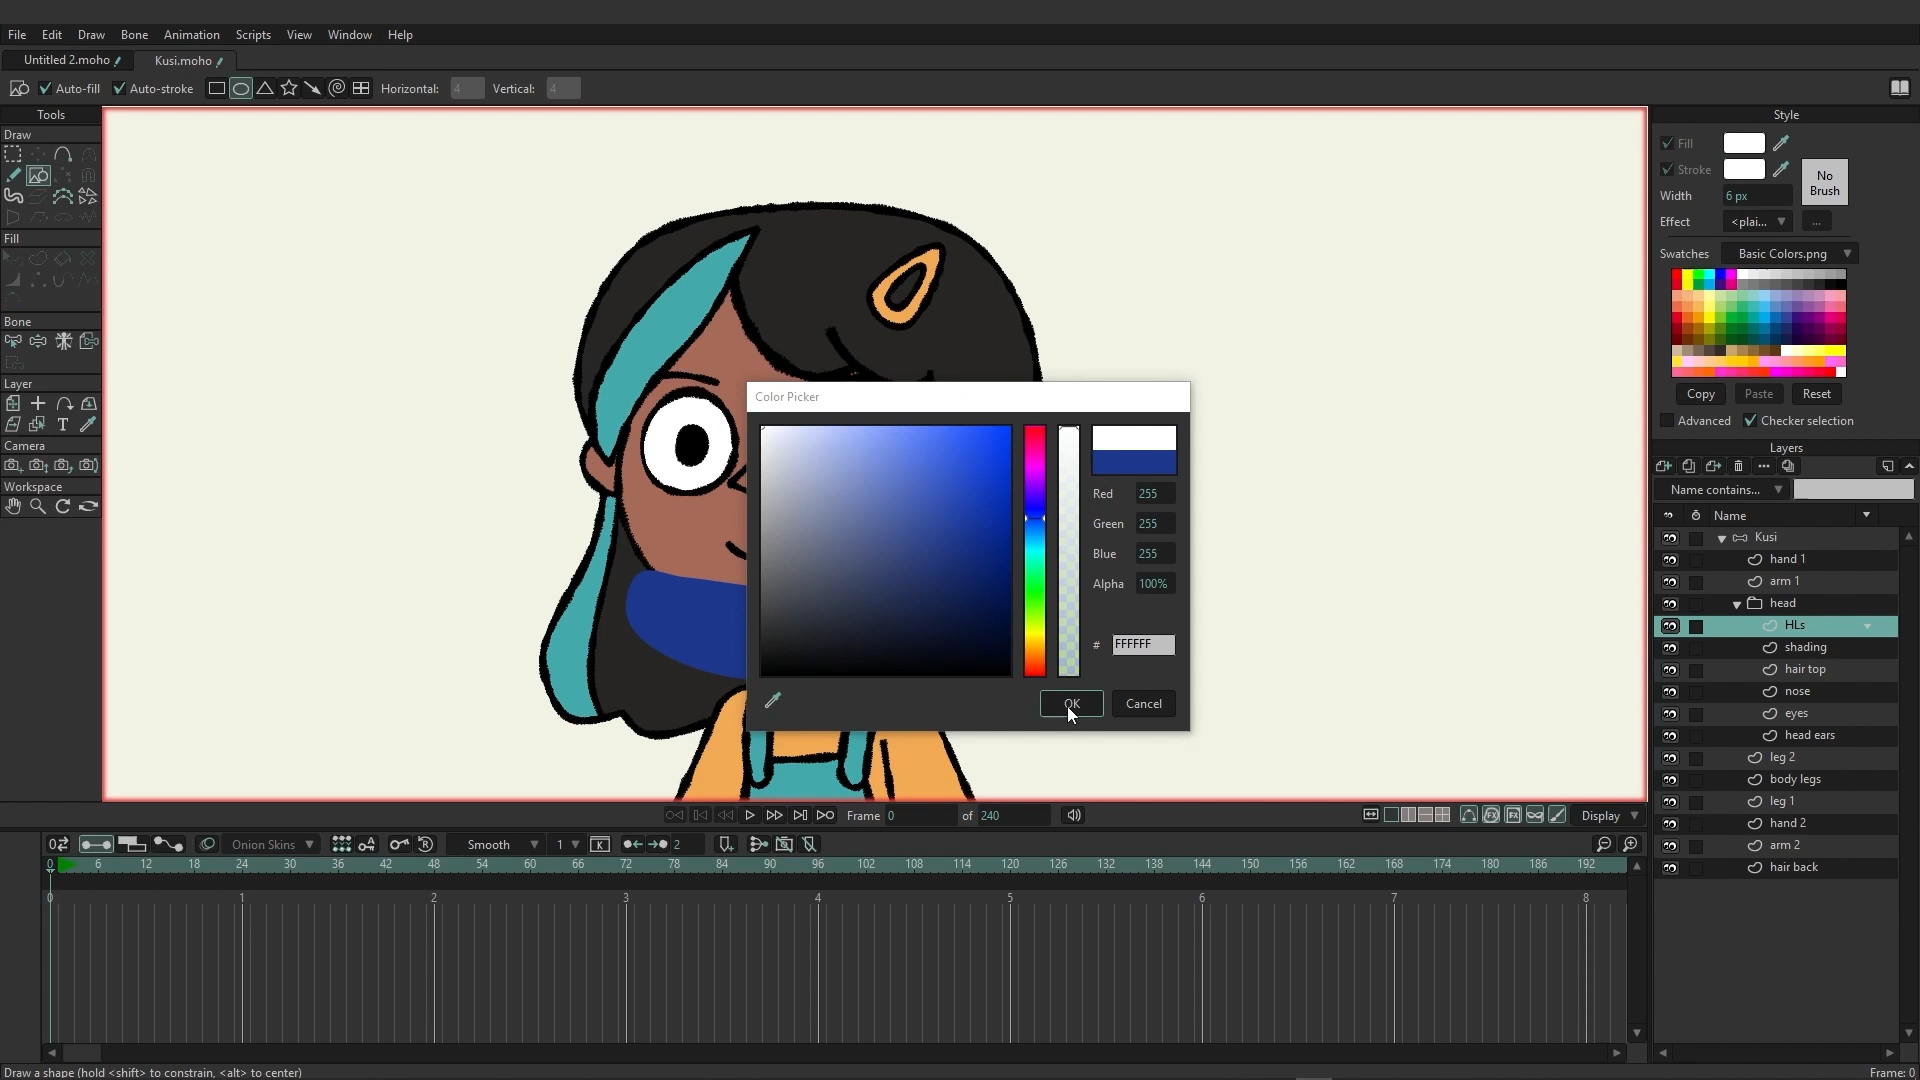 File Edit Draw Bone Animation Scripts View Window Help
Untitled 2.moho Kusi.moho
Auto-fill Auto-stroke Horizontal: 4 Vertical: 4
Tools
Draw
Fill
Bone
Layer
Camera
Workspace
Style
Fill
Stroke
No
Brush
Width 6 px
Effect <plai... ...
Swatches Basic Colors.png
Copy Paste Reset
Advanced Checker selection
Layers
Name contains...
Name
Kusi
hand 1
arm 1
head
HLs
shading
hair top
nose
eyes
head ears
leg 2
body legs
leg 1
hand 2
arm 2
hair back
Color Picker
Red 255
Green 255
Blue 255
Alpha 100%
# FFFFFF
OK Cancel
Frame 0 of 240 Display
Onion Skins Smooth 1 K 2
0 6 12 18 24 30 36 42 48 54 60 66 72 78 84 90 96 102 108 114 120 126 132 138 144 150 156 162 168 174 180 186 192
0 1 2 3 4 5 6 7 8
Draw a shape (hold <shift> to constrain, <alt> to center) Frame: 0